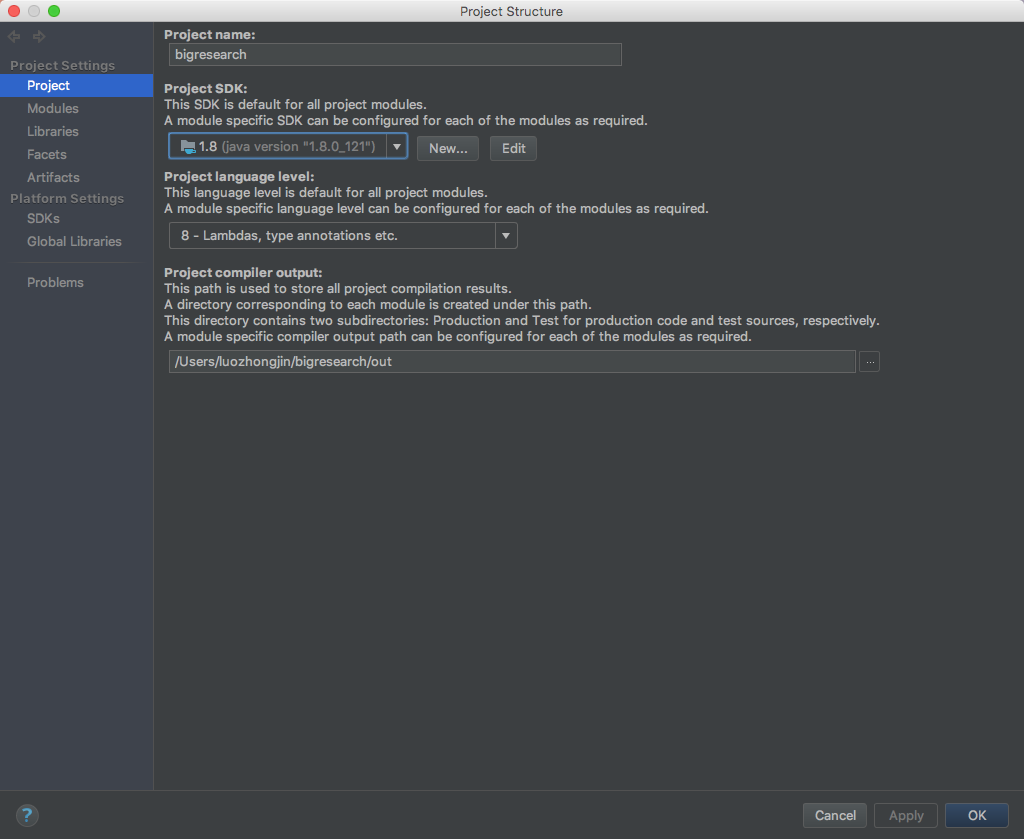 Project Structure
Project Settings
Project
Modules
Libraries
Facets
Artifacts
Platform Settings
SDKs
Global Libraries
Problems
Project name:
bigresearch
Project SDK:
This SDK is default for all project modules.
A module specific SDK can be configured for each of the modules as required.
1.8 (java version "1.8.0_121")
New...
Edit
Project language level:
This language level is default for all project modules.
A module specific language level can be configured for each of the modules as required.
8 - Lambdas, type annotations etc.
Project compiler output:
This path is used to store all project compilation results.
A directory corresponding to each module is created under this path.
This directory contains two subdirectories: Production and Test for production code and test sources, respectively.
A module specific compiler output path can be configured for each of the modules as required.
/Users/luozhongjin/bigresearch/out
...
?
Cancel
Apply
OK